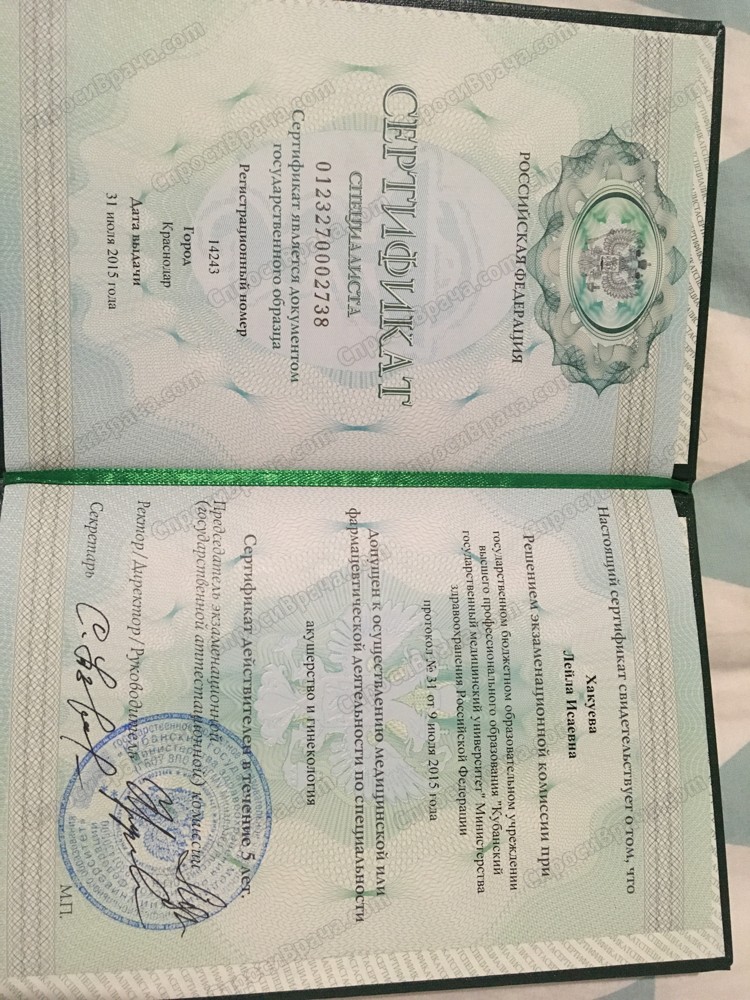 РОССИЙСКАЯ ФЕДЕРАЦИЯ
СЕРТИФИКАТ
СПЕЦИАЛИСТА
0123270002738
Сертификат является документом
государственного образца
Регистрационный номер
14243
Город
Краснодар
Дата выдачи
31 июля 2015 года
Настоящий сертификат свидетельствует о том, что
Хакуева
Лейла Исаевна
Решением экзаменационной комиссии при
государственном бюджетном образовательном учреждении
высшего профессионального образования "Кубанский
государственный медицинский университет" Министерства
здравоохранения Российской Федерации
протокол № 31 от 9 июля 2015 года
Допущен к осуществлению медицинской или
фармацевтической деятельности по специальности
акушерство и гинекология
Сертификат действителен в течение 5 лет.
Председатель экзаменационной
(государственной аттестационной) комиссии
Ректор/Директор/Руководитель
Секретарь
М.П.
СпросиВрача.com